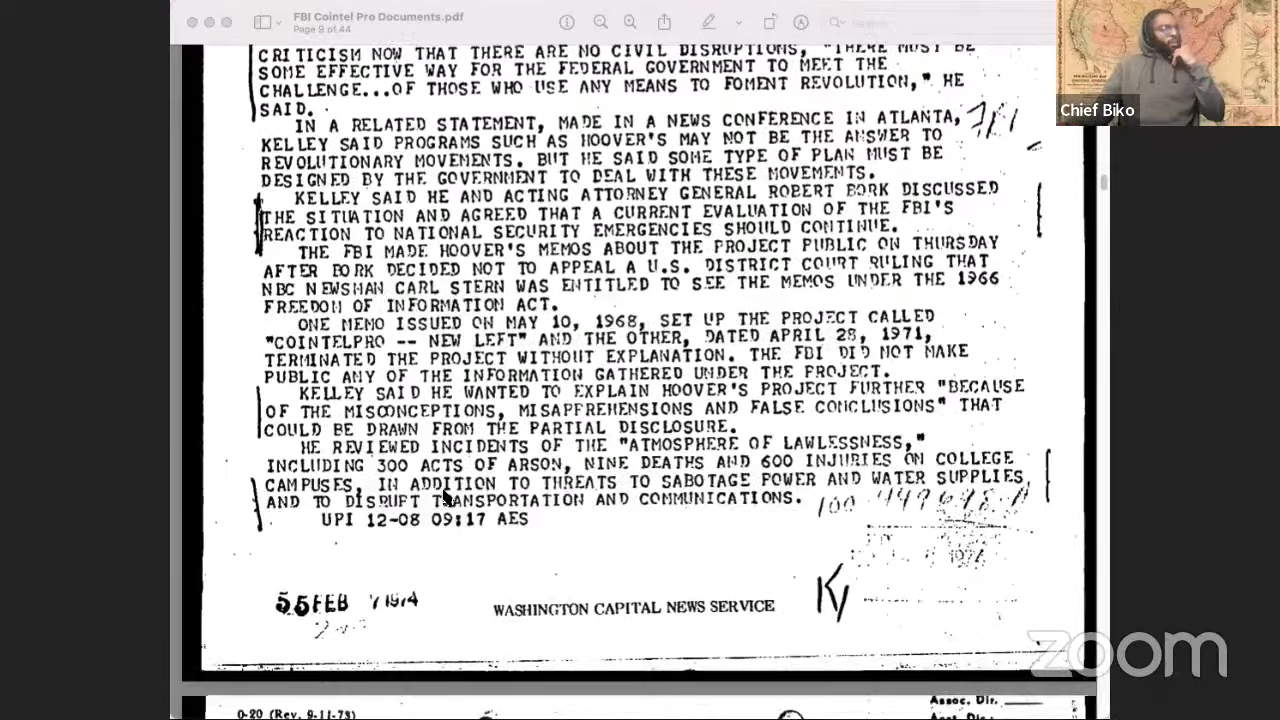 FBI Cointel Pro Documents.pdf
Page 9 of 44
Search
Chief Biko
CRITICISM NOW THAT THERE ARE NO CIVIL DISRUPTIONS, "THERE MUST BE
SOME EFFECTIVE WAY FOR THE FEDERAL GOVERNMENT TO MEET THE
CHALLENGE...OF THOSE WHO USE ANY MEANS TO FOMENT REVOLUTION," HE
SAID.
IN A RELATED STATEMENT, MADE IN A NEWS CONFERENCE IN ATLANTA,
KELLEY SAID PROGRAMS SUCH AS HOOVER'S MAY NOT BE THE ANSWER TO
REVOLUTIONARY MOVEMENTS. BUT HE SAID SOME TYPE OF PLAN MUST BE
DESIGNED BY THE GOVERNMENT TO DEAL WITH THESE MOVEMENTS.
KELLEY SAID HE AND ACTING ATTORNEY GENERAL ROBERT BORK DISCUSSED
THE SITUATION AND AGREED THAT A CURRENT EVALUATION OF THE FBI'S
REACTION TO NATIONAL SECURITY EMERGENCIES SHOULD CONTINUE.
THE FBI MADE HOOVER'S MEMOS ABOUT THE PROJECT PUBLIC ON THURSDAY
AFTER BORK DECIDED NOT TO APPEAL A U.S. DISTRICT COURT RULING THAT
NBC NEWSMAN CARL STERN WAS ENTITLED TO SEE THE MEMOS UNDER THE 1966
FREEDOM OF INFORMATION ACT.
ONE MEMO ISSUED ON MAY 10, 1968, SET UP THE PROJECT CALLED
"COINTELPRO -- NEW LEFT" AND THE OTHER, DATED APRIL 28, 1971,
TERMINATED THE PROJECT WITHOUT EXPLANATION. THE FBI DID NOT MAKE
PUBLIC ANY OF THE INFORMATION GATHERED UNDER THE PROJECT.
KELLEY SAID HE WANTED TO EXPLAIN HOOVER'S PROJECT FURTHER "BECAUSE
OF THE MISCONCEPTIONS, MISAPPREHENSIONS AND FALSE CONCLUSIONS" THAT
COULD BE DRAWN FROM THE PARTIAL DISCLOSURE.
HE REVIEWED INCIDENTS OF THE "ATMOSPHERE OF LAWLESSNESS,"
INCLUDING 300 ACTS OF ARSON, NINE DEATHS AND 600 INJURIES ON COLLEGE
CAMPUSES, IN ADDITION TO THREATS TO SABOTAGE POWER AND WATER SUPPLIES
AND TO DISRUPT TRANSPORTATION AND COMMUNICATIONS.
UPI 12-08 09:17 AES
55 FEB 7 1974
WASHINGTON CAPITAL NEWS SERVICE
zoom
0-20 (Rev. 9-11-73)
Assoc. Dir.